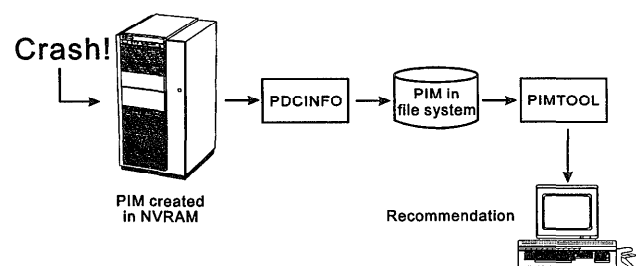 Crash!
PDCINFO
PIM in
file system
PIMTOOL
PIM created
in NVRAM
Recommendation